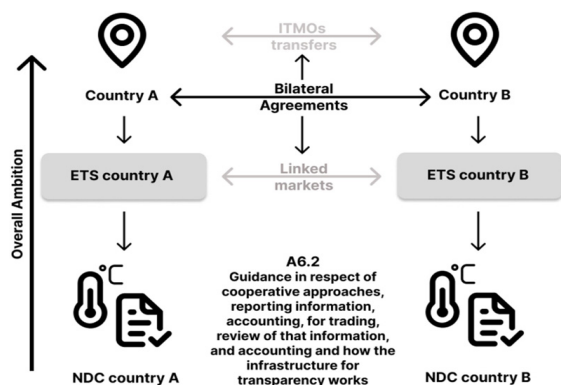 ITMOs
transfers
Country A
Bilateral
Agreements
Country B
ETS country A
Linked
markets
ETS country B
Overall Ambition
°C
°C
A6.2
Guidance in respect of
cooperative approaches,
reporting information,
accounting, for trading,
review of that information,
and accounting and how the
infrastructure for
transparency works
NDC country A
NDC country B